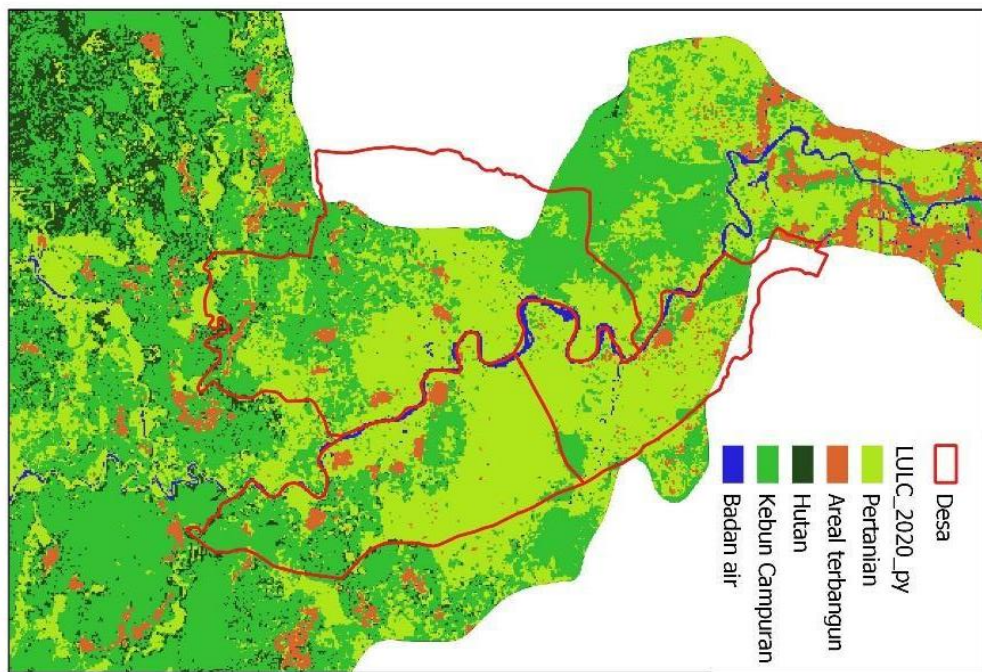 Desa
LULC_2020_py
Pertanian
Areal terbangun
Hutan
Kebun Campuran
Badan air